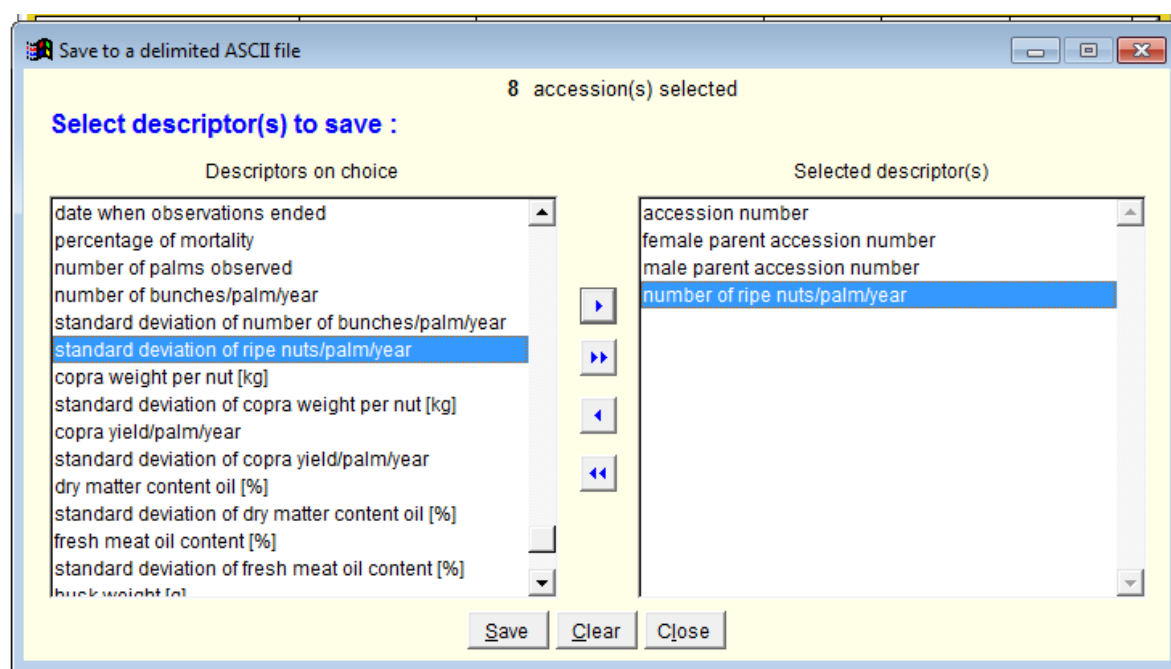 Save to a delimited ASCII file
8 accession(s) selected
Select descriptor(s) to save :
Descriptors on choice
date when observations ended
percentage of mortality
number of palms observed
number of bunches/palm/year
standard deviation of number of bunches/palm/year
standard deviation of ripe nuts/palm/year
copra weight per nut [kg]
standard deviation of copra weight per nut [kg]
copra yield/palm/year
standard deviation of copra yield/palm/year
dry matter content oil [%]
standard deviation of dry matter content oil [%]
fresh meat oil content [%]
standard deviation of fresh meat oil content [%]
husk weight [g]
Selected descriptor(s)
accession number
female parent accession number
male parent accession number
number of ripe nuts/palm/year
Save Clear Close